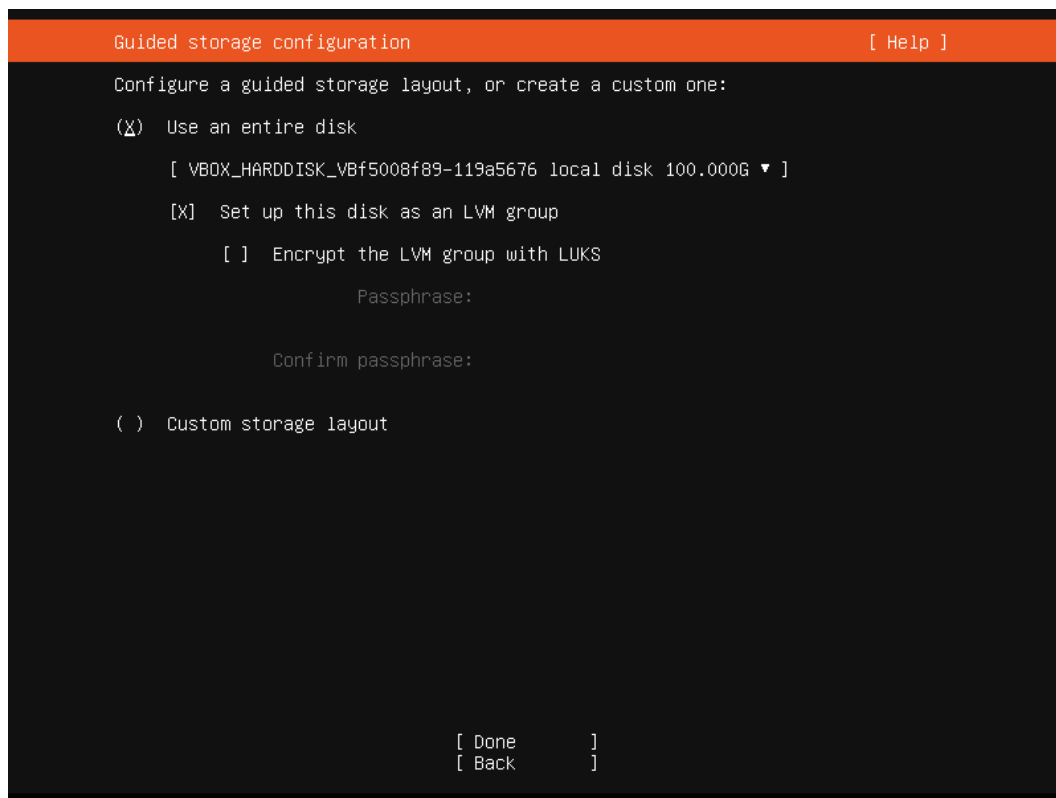 Guided storage configuration [ Help ]
Configure a guided storage layout, or create a custom one:
(X) Use an entire disk
[ VBOX_HARDDISK_VBf5008f89-119a5676 local disk 100.000G ▾ ]
[X] Set up this disk as an LVM group
[ ] Encrypt the LVM group with LUKS
Passphrase:
Confirm passphrase:
( ) Custom storage layout
[ Done ]
[ Back ]